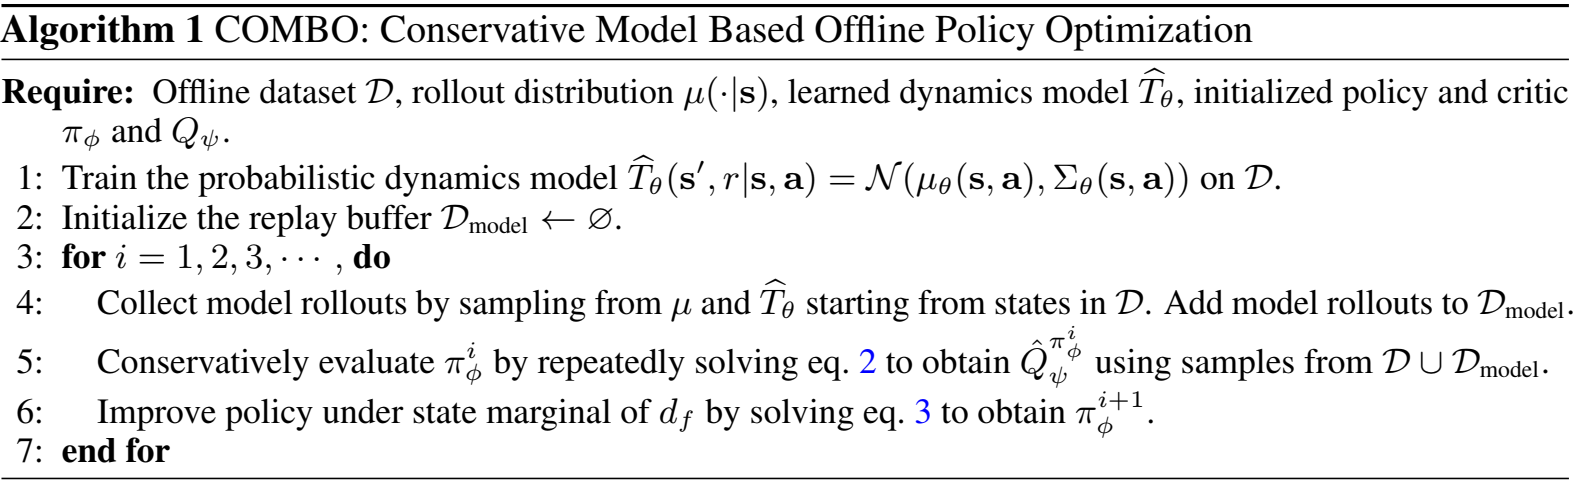 Algorithm 1 COMBO: Conservative Model Based Offline Policy Optimization
Require: Offline dataset $\mathcal{D}$, rollout distribution $\mu(\cdot|\mathbf{s})$, learned dynamics model $\widehat{T}_\theta$, initialized policy and critic
$\pi_\phi$ and $Q_\psi$.
1: Train the probabilistic dynamics model $\widehat{T}_\theta(\mathbf{s}', r|\mathbf{s}, \mathbf{a}) = \mathcal{N}(\mu_\theta(\mathbf{s}, \mathbf{a}), \Sigma_\theta(\mathbf{s}, \mathbf{a}))$ on $\mathcal{D}$.
2: Initialize the replay buffer $\mathcal{D}_{\text{model}} \leftarrow \varnothing$.
3: for $i = 1, 2, 3, \cdots$ , do
4: Collect model rollouts by sampling from $\mu$ and $\widehat{T}_\theta$ starting from states in $\mathcal{D}$. Add model rollouts to $\mathcal{D}_{\text{model}}$.
5: Conservatively evaluate $\pi^i_\phi$ by repeatedly solving eq. 2 to obtain $\hat{Q}^{\pi^i_\phi}_\psi$ using samples from $\mathcal{D} \cup \mathcal{D}_{\text{model}}$.
6: Improve policy under state marginal of $d_f$ by solving eq. 3 to obtain $\pi^{i+1}_\phi$.
7: end for